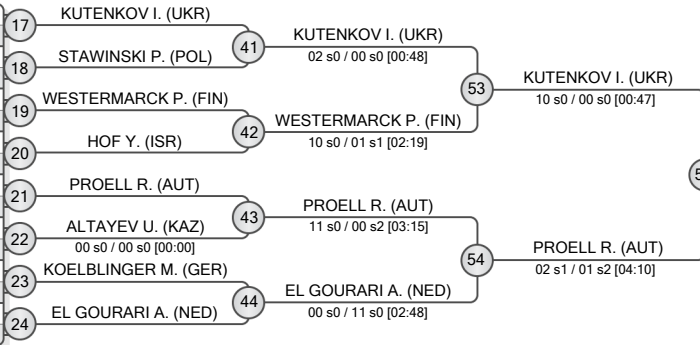 17
KUTENKOV I. (UKR)
18
STAWINSKI P. (POL)
41
KUTENKOV I. (UKR)
02 s0 / 00 s0 [00:48]
19
WESTERMARCK P. (FIN)
20
HOF Y. (ISR)
42
WESTERMARCK P. (FIN)
10 s0 / 01 s1 [02:19]
53
KUTENKOV I. (UKR)
10 s0 / 00 s0 [00:47]
21
PROELL R. (AUT)
22
ALTAYEV U. (KAZ)
00 s0 / 00 s0 [00:00]
43
PROELL R. (AUT)
11 s0 / 00 s2 [03:15]
23
KOELBLINGER M. (GER)
24
EL GOURARI A. (NED)
44
EL GOURARI A. (NED)
00 s0 / 11 s0 [02:48]
54
PROELL R. (AUT)
02 s1 / 01 s2 [04:10]